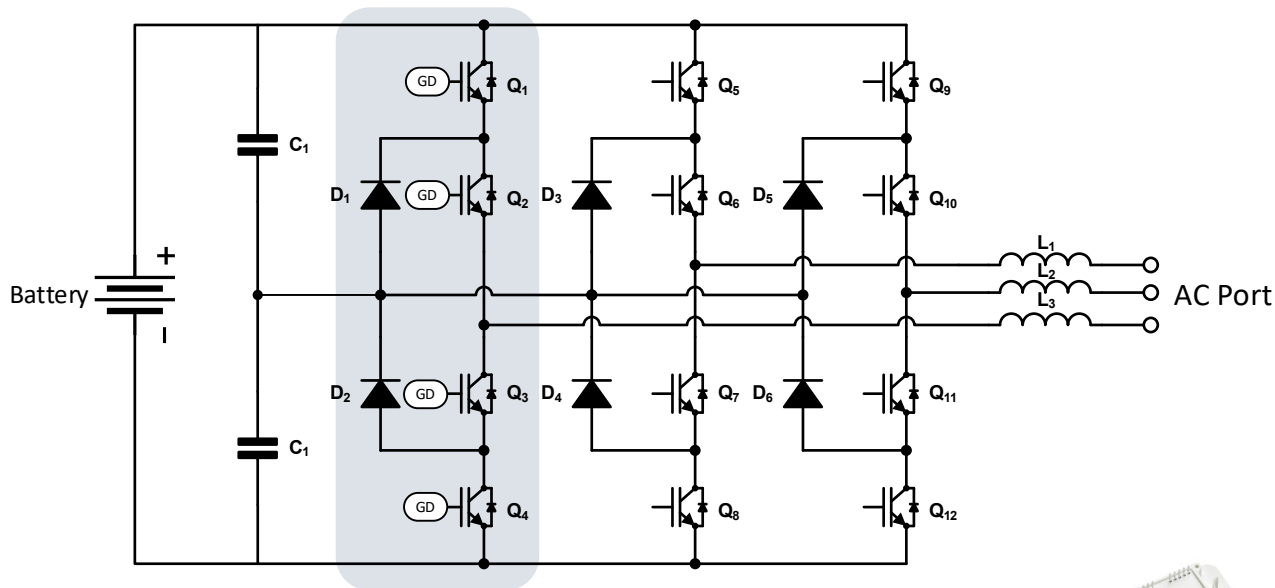 GD
Q₁
Q₅
Q₉
C₁
D₁
GD
Q₂
D₃
Q₆
D₅
Q₁₀
+
Battery
L₁
L₂
L₃
AC Port
D₂
GD
Q₃
D₄
Q₇
D₆
Q₁₁
C₁
GD
Q₄
Q₈
Q₁₂